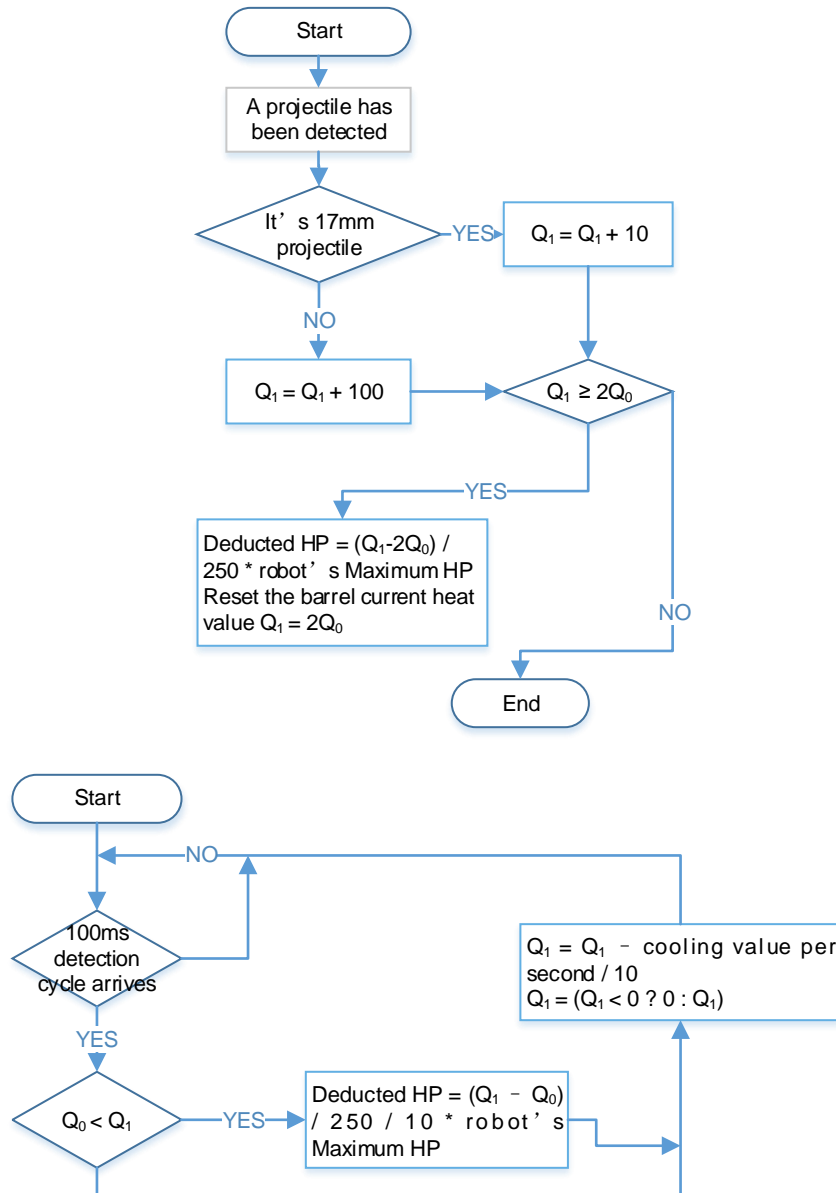 Start
A projectile has
been detected
It’s 17mm
projectile
YES
Q₁ = Q₁ + 10
NO
Q₁ = Q₁ + 100
Q₁ ≥ 2Q₀
YES
Deducted HP = (Q₁-2Q₀) /
250 * robot’s Maximum HP
Reset the barrel current heat
value Q₁ = 2Q₀
NO
End
Start
NO
100ms
detection
cycle arrives
Q₁ = Q₁ – cooling value per
second / 10
Q₁ = (Q₁ < 0 ? 0 : Q₁)
YES
Q₀ < Q₁
YES
Deducted HP = (Q₁ – Q₀)
/ 250 / 10 * robot’s
Maximum HP